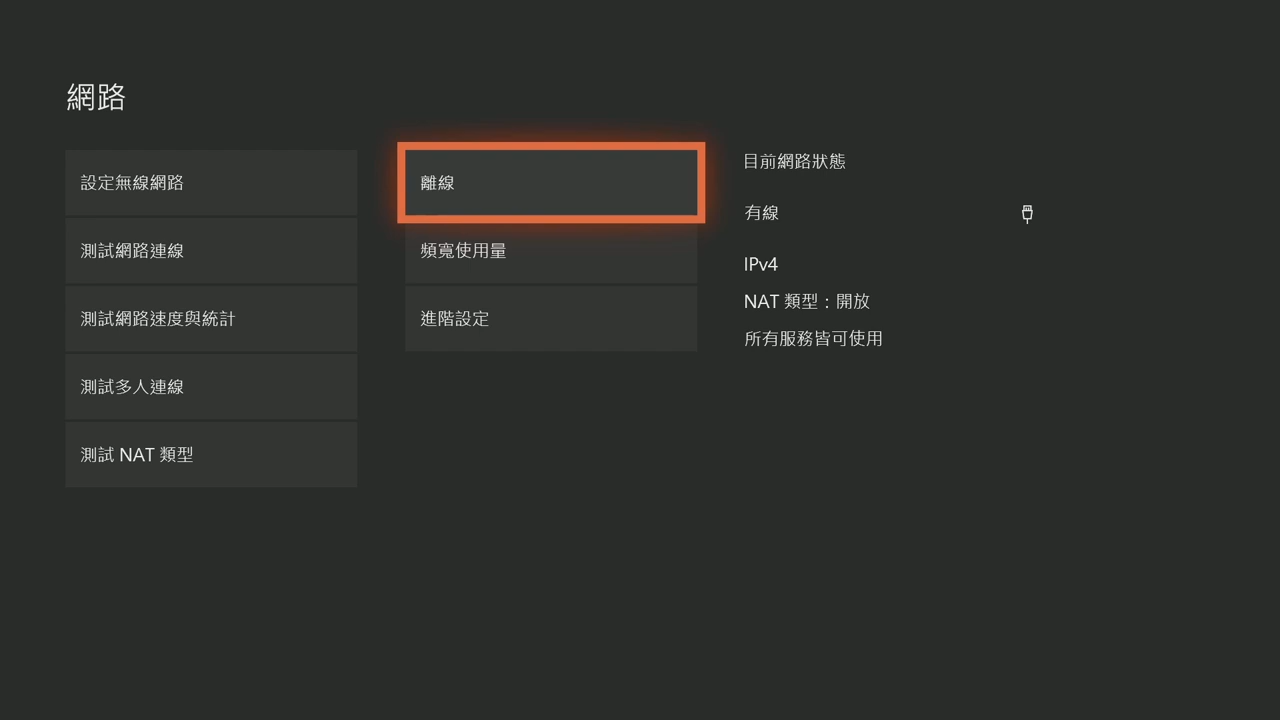 網路
設定無線網路
測試網路連線
測試網路速度與統計
測試多人連線
測試 NAT 類型
離線
頻寬使用量
進階設定
目前網路狀態
有線
IPv4
NAT 類型：開放
所有服務皆可使用